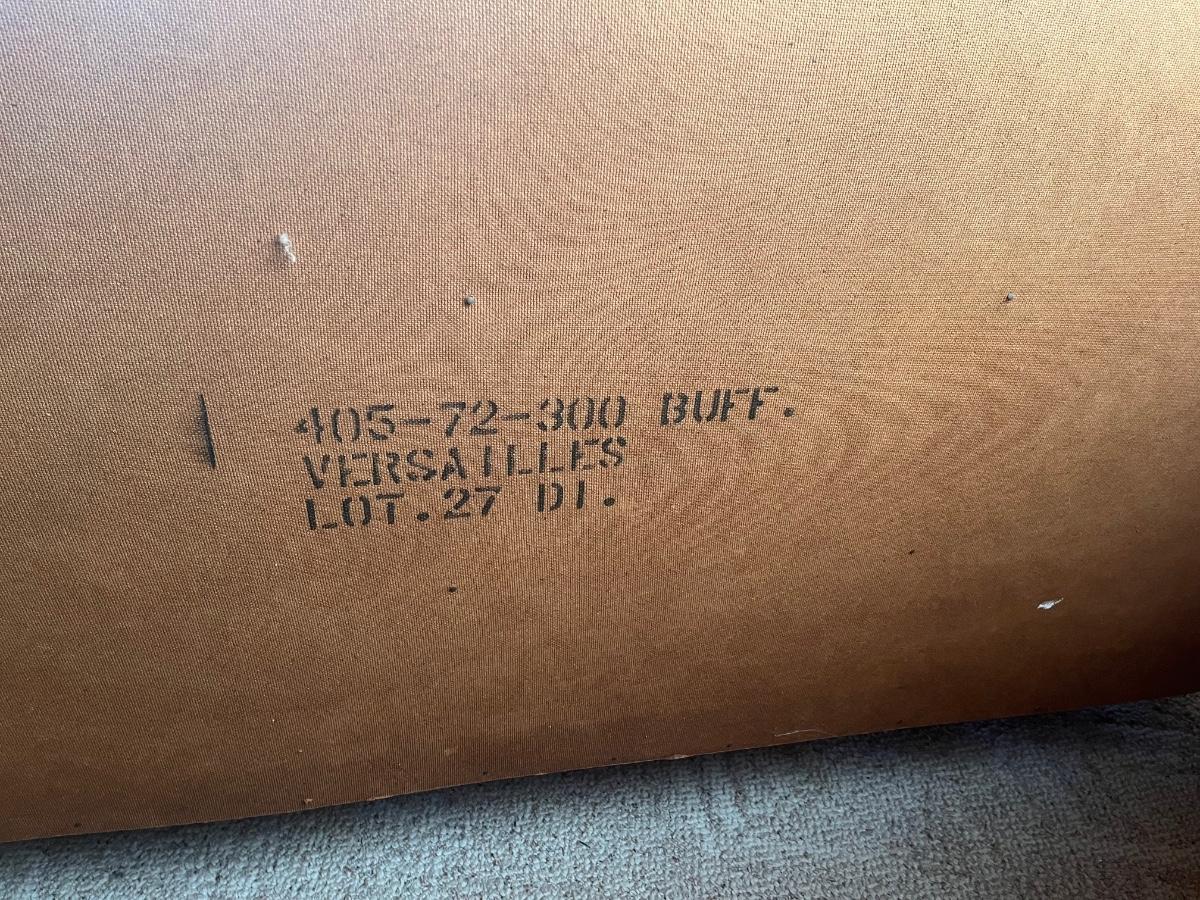 405-72-300 BUFF.
VERSAILLES
LOT.27 DI.